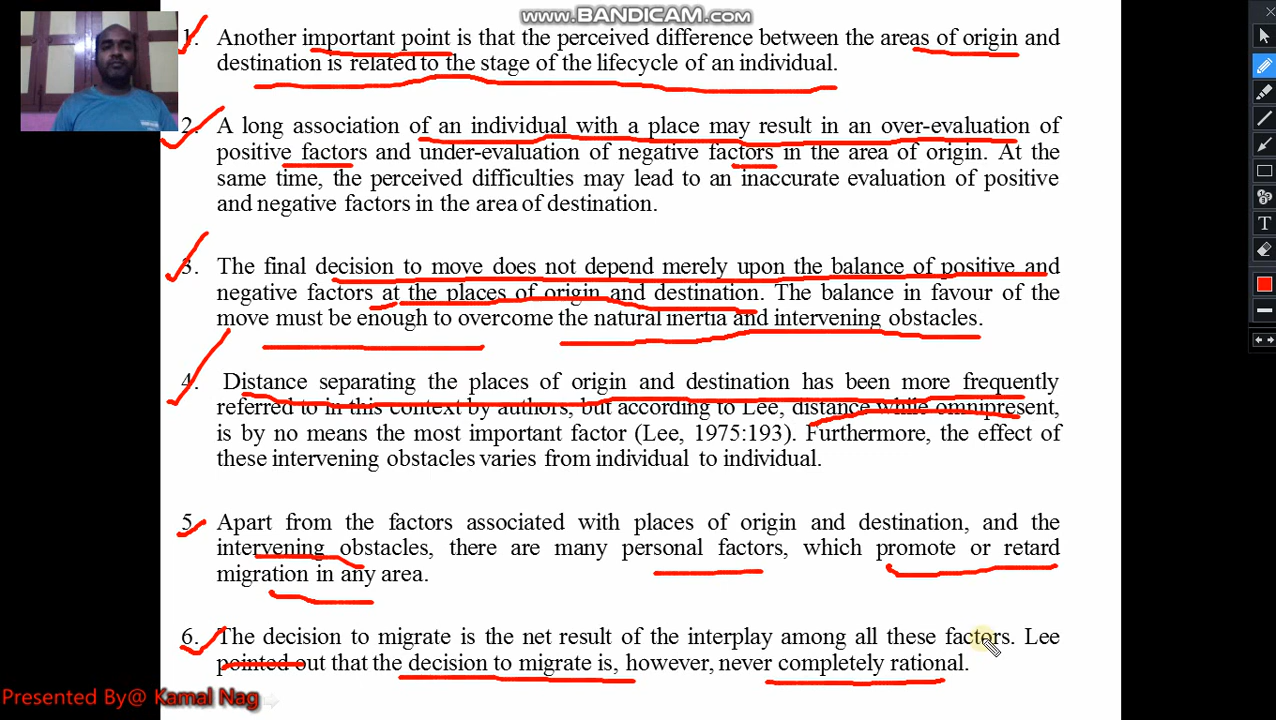 www.BANDICAM.com
1. Another important point is that the perceived difference between the areas of origin and
destination is related to the stage of the lifecycle of an individual.
2. A long association of an individual with a place may result in an over-evaluation of
positive factors and under-evaluation of negative factors in the area of origin. At the
same time, the perceived difficulties may lead to an inaccurate evaluation of positive
and negative factors in the area of destination.
3. The final decision to move does not depend merely upon the balance of positive and
negative factors at the places of origin and destination. The balance in favour of the
move must be enough to overcome the natural inertia and intervening obstacles.
4. Distance separating the places of origin and destination has been more frequently
referred to in this context by authors, but according to Lee, distance while omnipresent,
is by no means the most important factor (Lee, 1975:193). Furthermore, the effect of
these intervening obstacles varies from individual to individual.
5. Apart from the factors associated with places of origin and destination, and the
intervening obstacles, there are many personal factors, which promote or retard
migration in any area.
6. The decision to migrate is the net result of the interplay among all these factors. Lee
pointed out that the decision to migrate is, however, never completely rational.
Presented By@ Kamal Nag